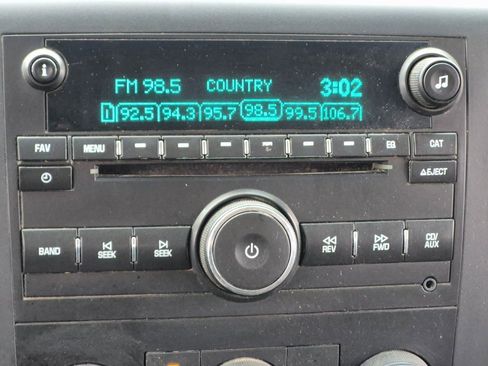 FM 98.5 COUNTRY 3:02
1 92.5 94.3 95.7 98.5 99.5 106.7
FAV MENU EQ CAT
EJECT
BAND SEEK SEEK REV FWD CD/
AUX